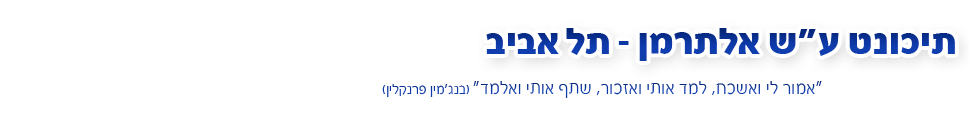 תיכונט ע"ש אלתרמן - תל אביב
"אמור לי ואשכח, למד אותי ואזכור, שתף אותי ואלמד" (בנג'מין פרנקלין)